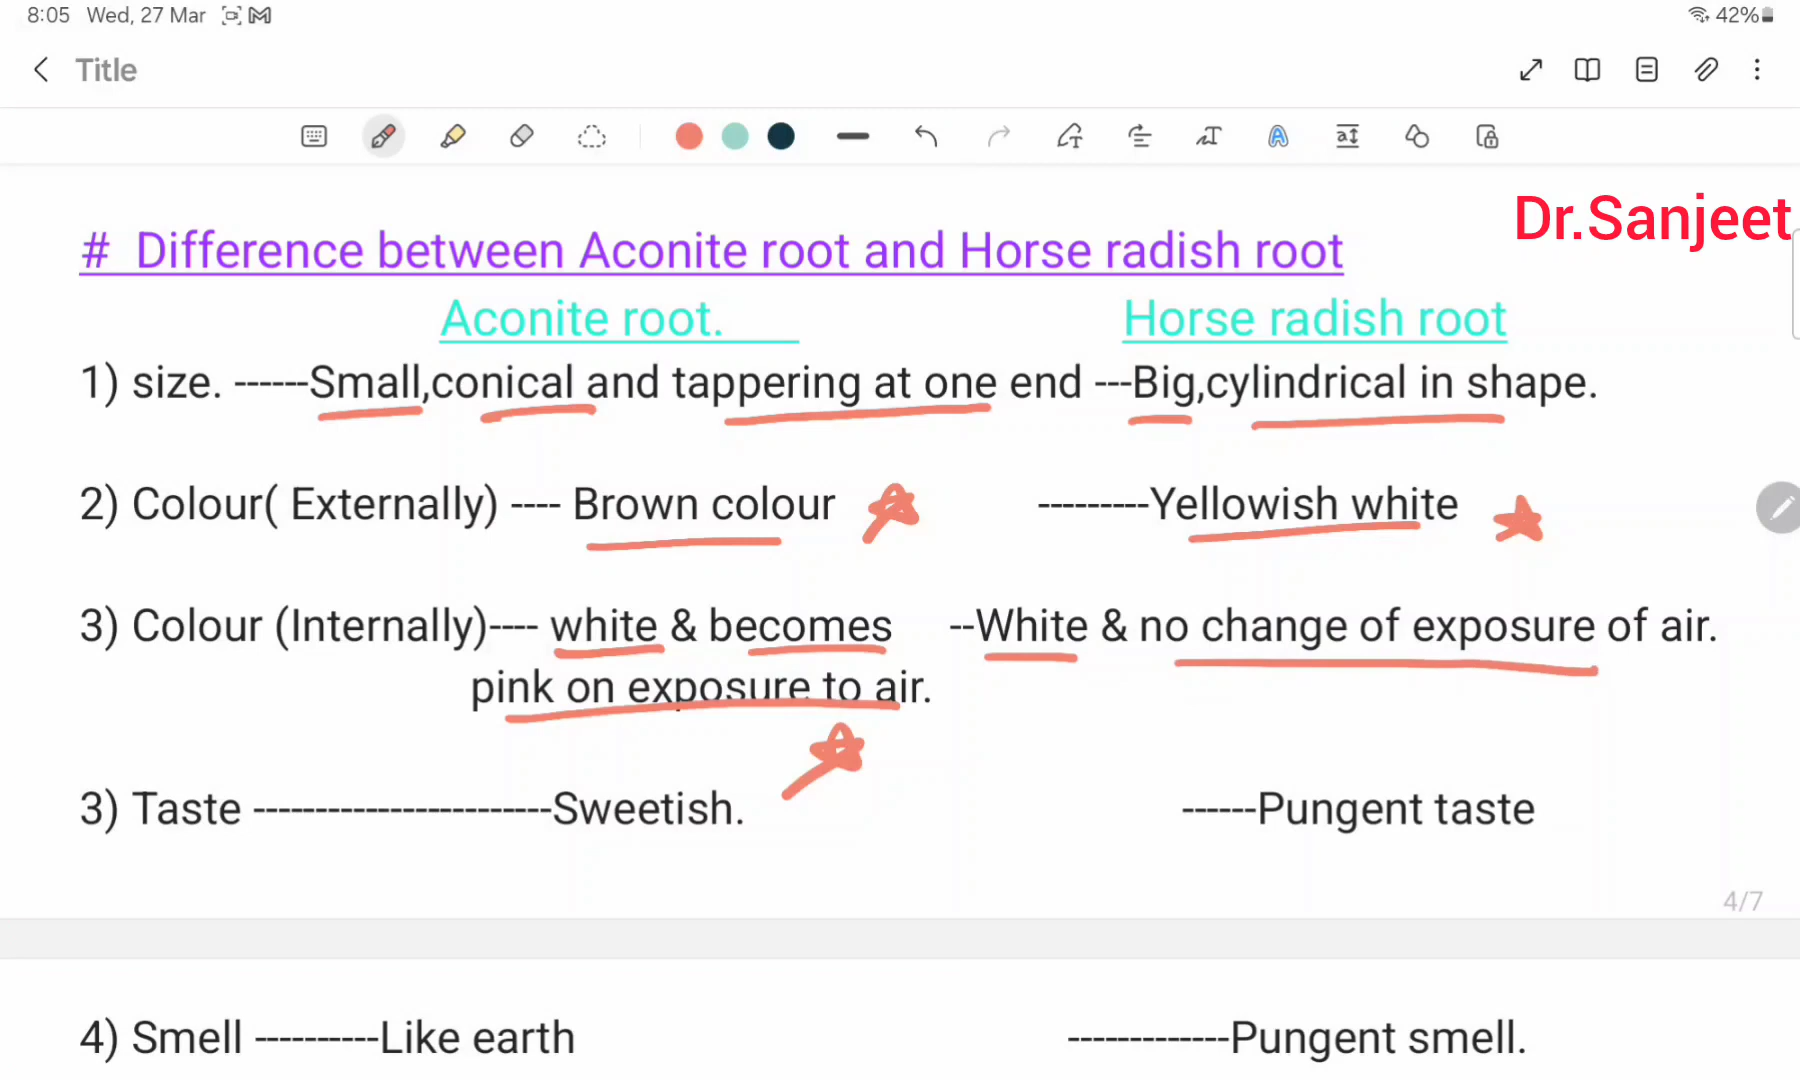 8:05 Wed, 27 Mar 42%
Title
Dr.Sanjeet
# Difference between Aconite root and Horse radish root
Aconite root. Horse radish root
1) size. ------Small,conical and tappering at one end ---Big,cylindrical in shape.
2) Colour( Externally) ---- Brown colour ---------Yellowish white
3) Colour (Internally)---- white & becomes --White & no change of exposure of air.
pink on exposure to air.
3) Taste ------------------------Sweetish. ------Pungent taste
4/7
4) Smell ----------Like earth -------------Pungent smell.